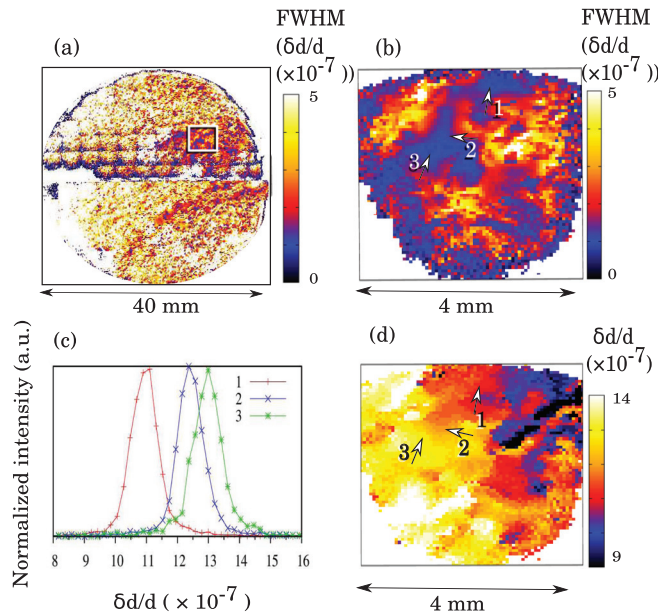 (a)
FWHM
(δd/d
(×10⁻⁷ ))
5
0
40 mm
(b)
FWHM
(δd/d
(×10⁻⁷ ))
5
0
1
2
3
4 mm
(c)
Normalized intensity (a.u.)
1
2
3
8 9 10 11 12 13 14 15 16
δd/d ( × 10⁻⁷)
(d)
δd/d
(×10⁻⁷)
14
9
1
2
3
4 mm